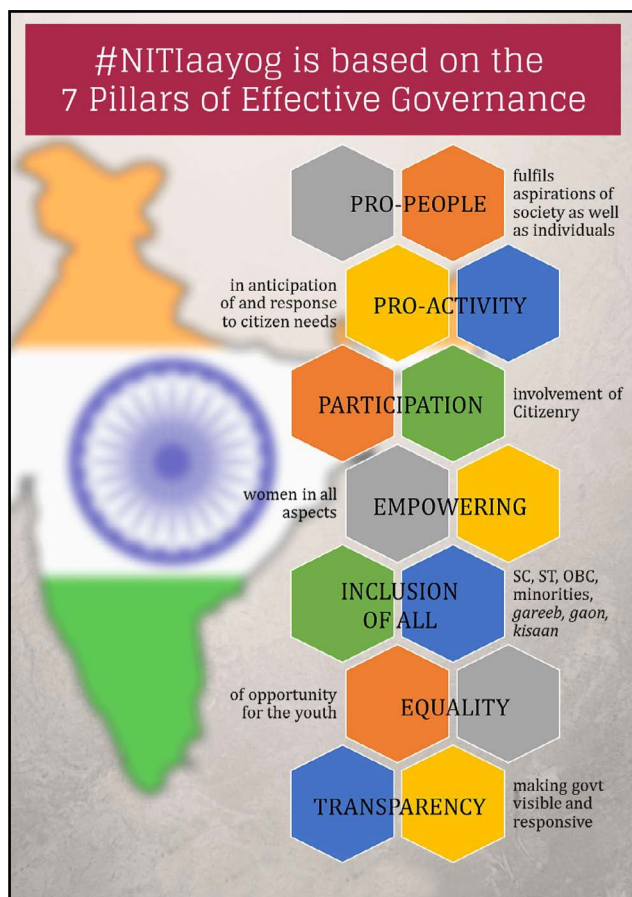 #NITIaayog is based on the
7 Pillars of Effective Governance
PRO-PEOPLE
fulfils
aspirations of
society as well
as individuals
in anticipation
of and response
to citizen needs
PRO-ACTIVITY
PARTICIPATION
involvement of
Citizenry
women in all
aspects
EMPOWERING
INCLUSION
OF ALL
SC, ST, OBC,
minorities,
gareeb, gaon,
kisaan
of opportunity
for the youth
EQUALITY
TRANSPARENCY
making govt
visible and
responsive